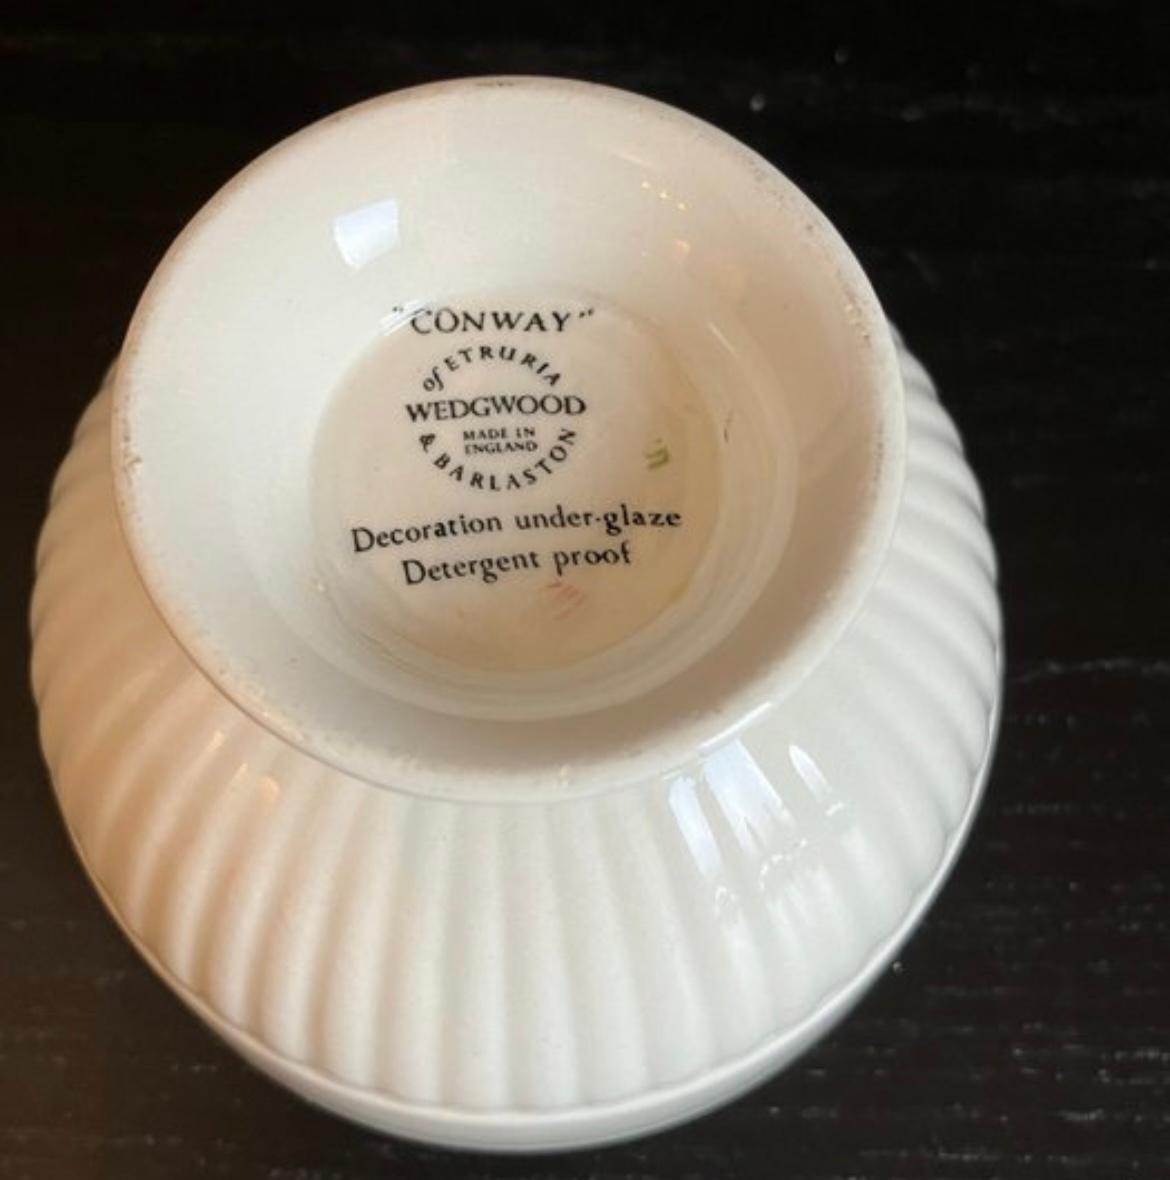 "CONWAY"
of ETRURIA
WEDGWOOD
MADE IN
ENGLAND
& BARLASTON
Decoration under-glaze
Detergent proof